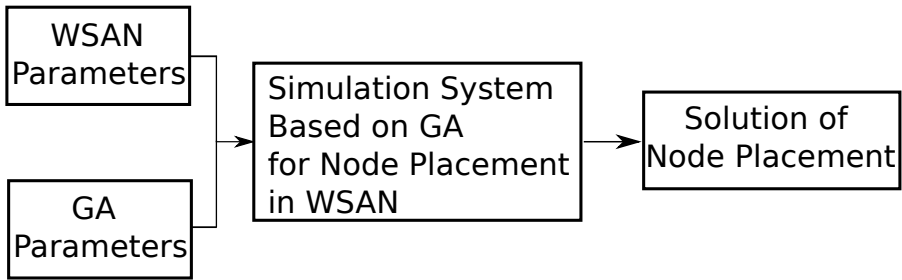 WSAN
Parameters
GA
Parameters
Simulation System
Based on GA
for Node Placement
in WSAN
Solution of
Node Placement